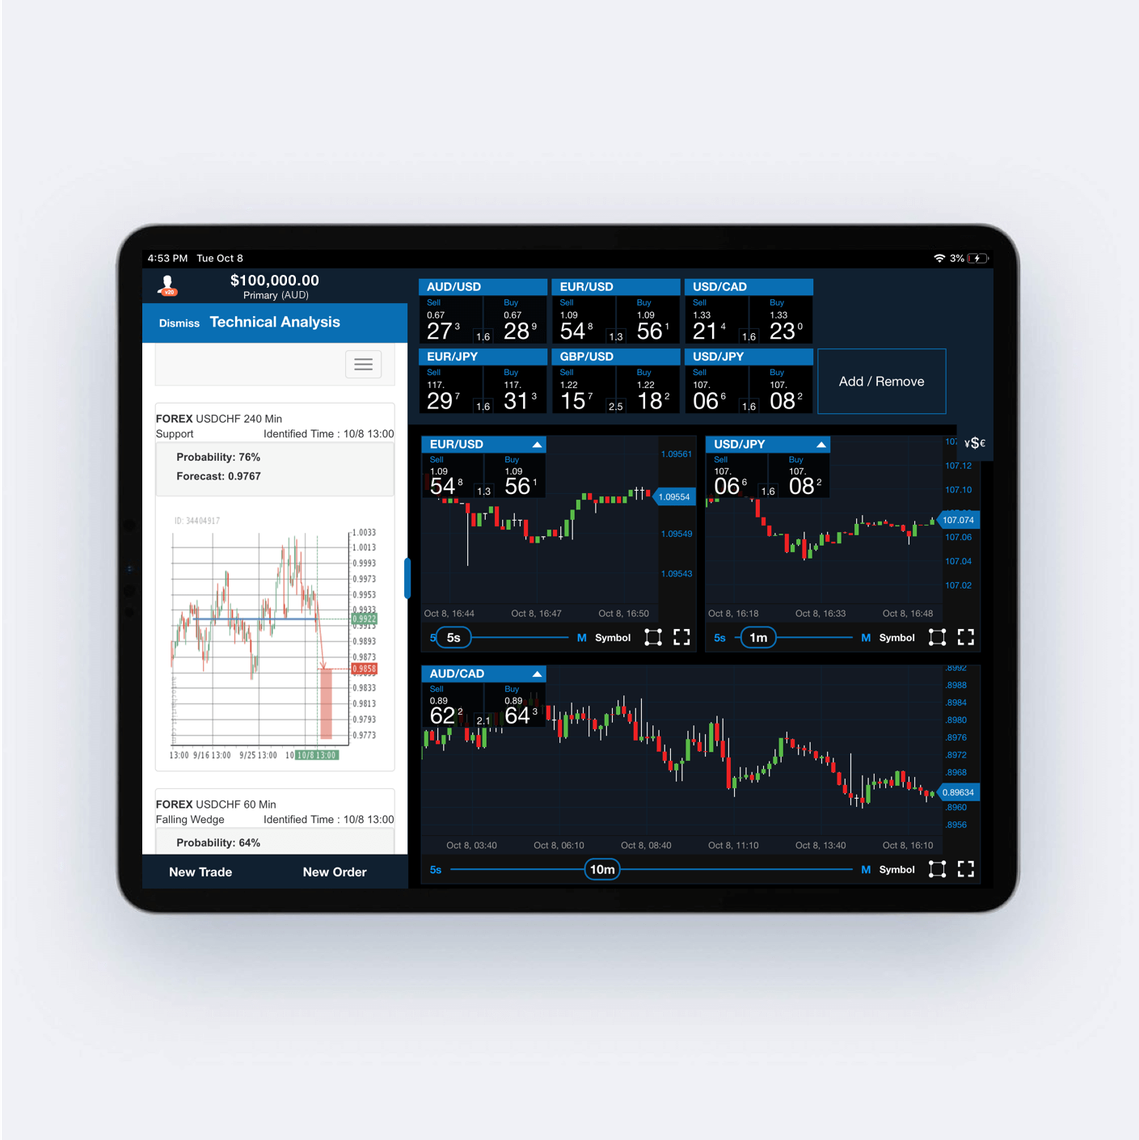 4:53 PM Tue Oct 8
3%
v20
$100,000.00
Primary (AUD)
Dismiss Technical Analysis
FOREX USDCHF 240 Min
Support Identified Time : 10/8 13:00
Probability: 76%
Forecast: 0.9767
ID: 34404917
1.0033
1.0013
0.9993
0.9973
0.9953
0.9933
0.9922
0.9913
0.9893
0.9873
0.9858
0.9833
0.9813
0.9793
0.9773
13:00 9/16 13:00 9/25 13:00 10 10/8 13:00
FOREX USDCHF 60 Min
Falling Wedge Identified Time : 10/8 13:00
Probability: 64%
New Trade New Order
AUD/USD EUR/USD USD/CAD
Sell Buy Sell Buy Sell Buy
0.67 0.67 1.09 1.09 1.33 1.33
27 3 1.6 28 9 54 8 1.3 56 1 21 4 1.6 23 0
EUR/JPY GBP/USD USD/JPY
Sell Buy Sell Buy Sell Buy
117. 117. 1.22 1.22 107. 107.
29 7 1.6 31 3 15 7 2.5 18 2 06 6 1.6 08 2
Add / Remove
¥$€
EUR/USD
Sell Buy
1.09 1.09
54 8 1.3 56 1
1.09561
1.09554
1.09549
1.09543
Oct 8, 16:44 Oct 8, 16:47 Oct 8, 16:50
5 5s M Symbol
USD/JPY
Sell Buy
107. 107.
06 6 1.6 08 2
107.12
107.10
107.074
107.06
107.04
107.02
Oct 8, 16:18 Oct 8, 16:33 Oct 8, 16:48
5s 1m M Symbol
AUD/CAD
Sell Buy
0.89 0.89
62 2 2.1 64 3
.8992
.8988
.8984
.8980
.8976
.8972
.8968
0.89634
.8960
.8956
Oct 8, 03:40 Oct 8, 06:10 Oct 8, 08:40 Oct 8, 11:10 Oct 8, 13:40 Oct 8, 16:10
5s 10m M Symbol